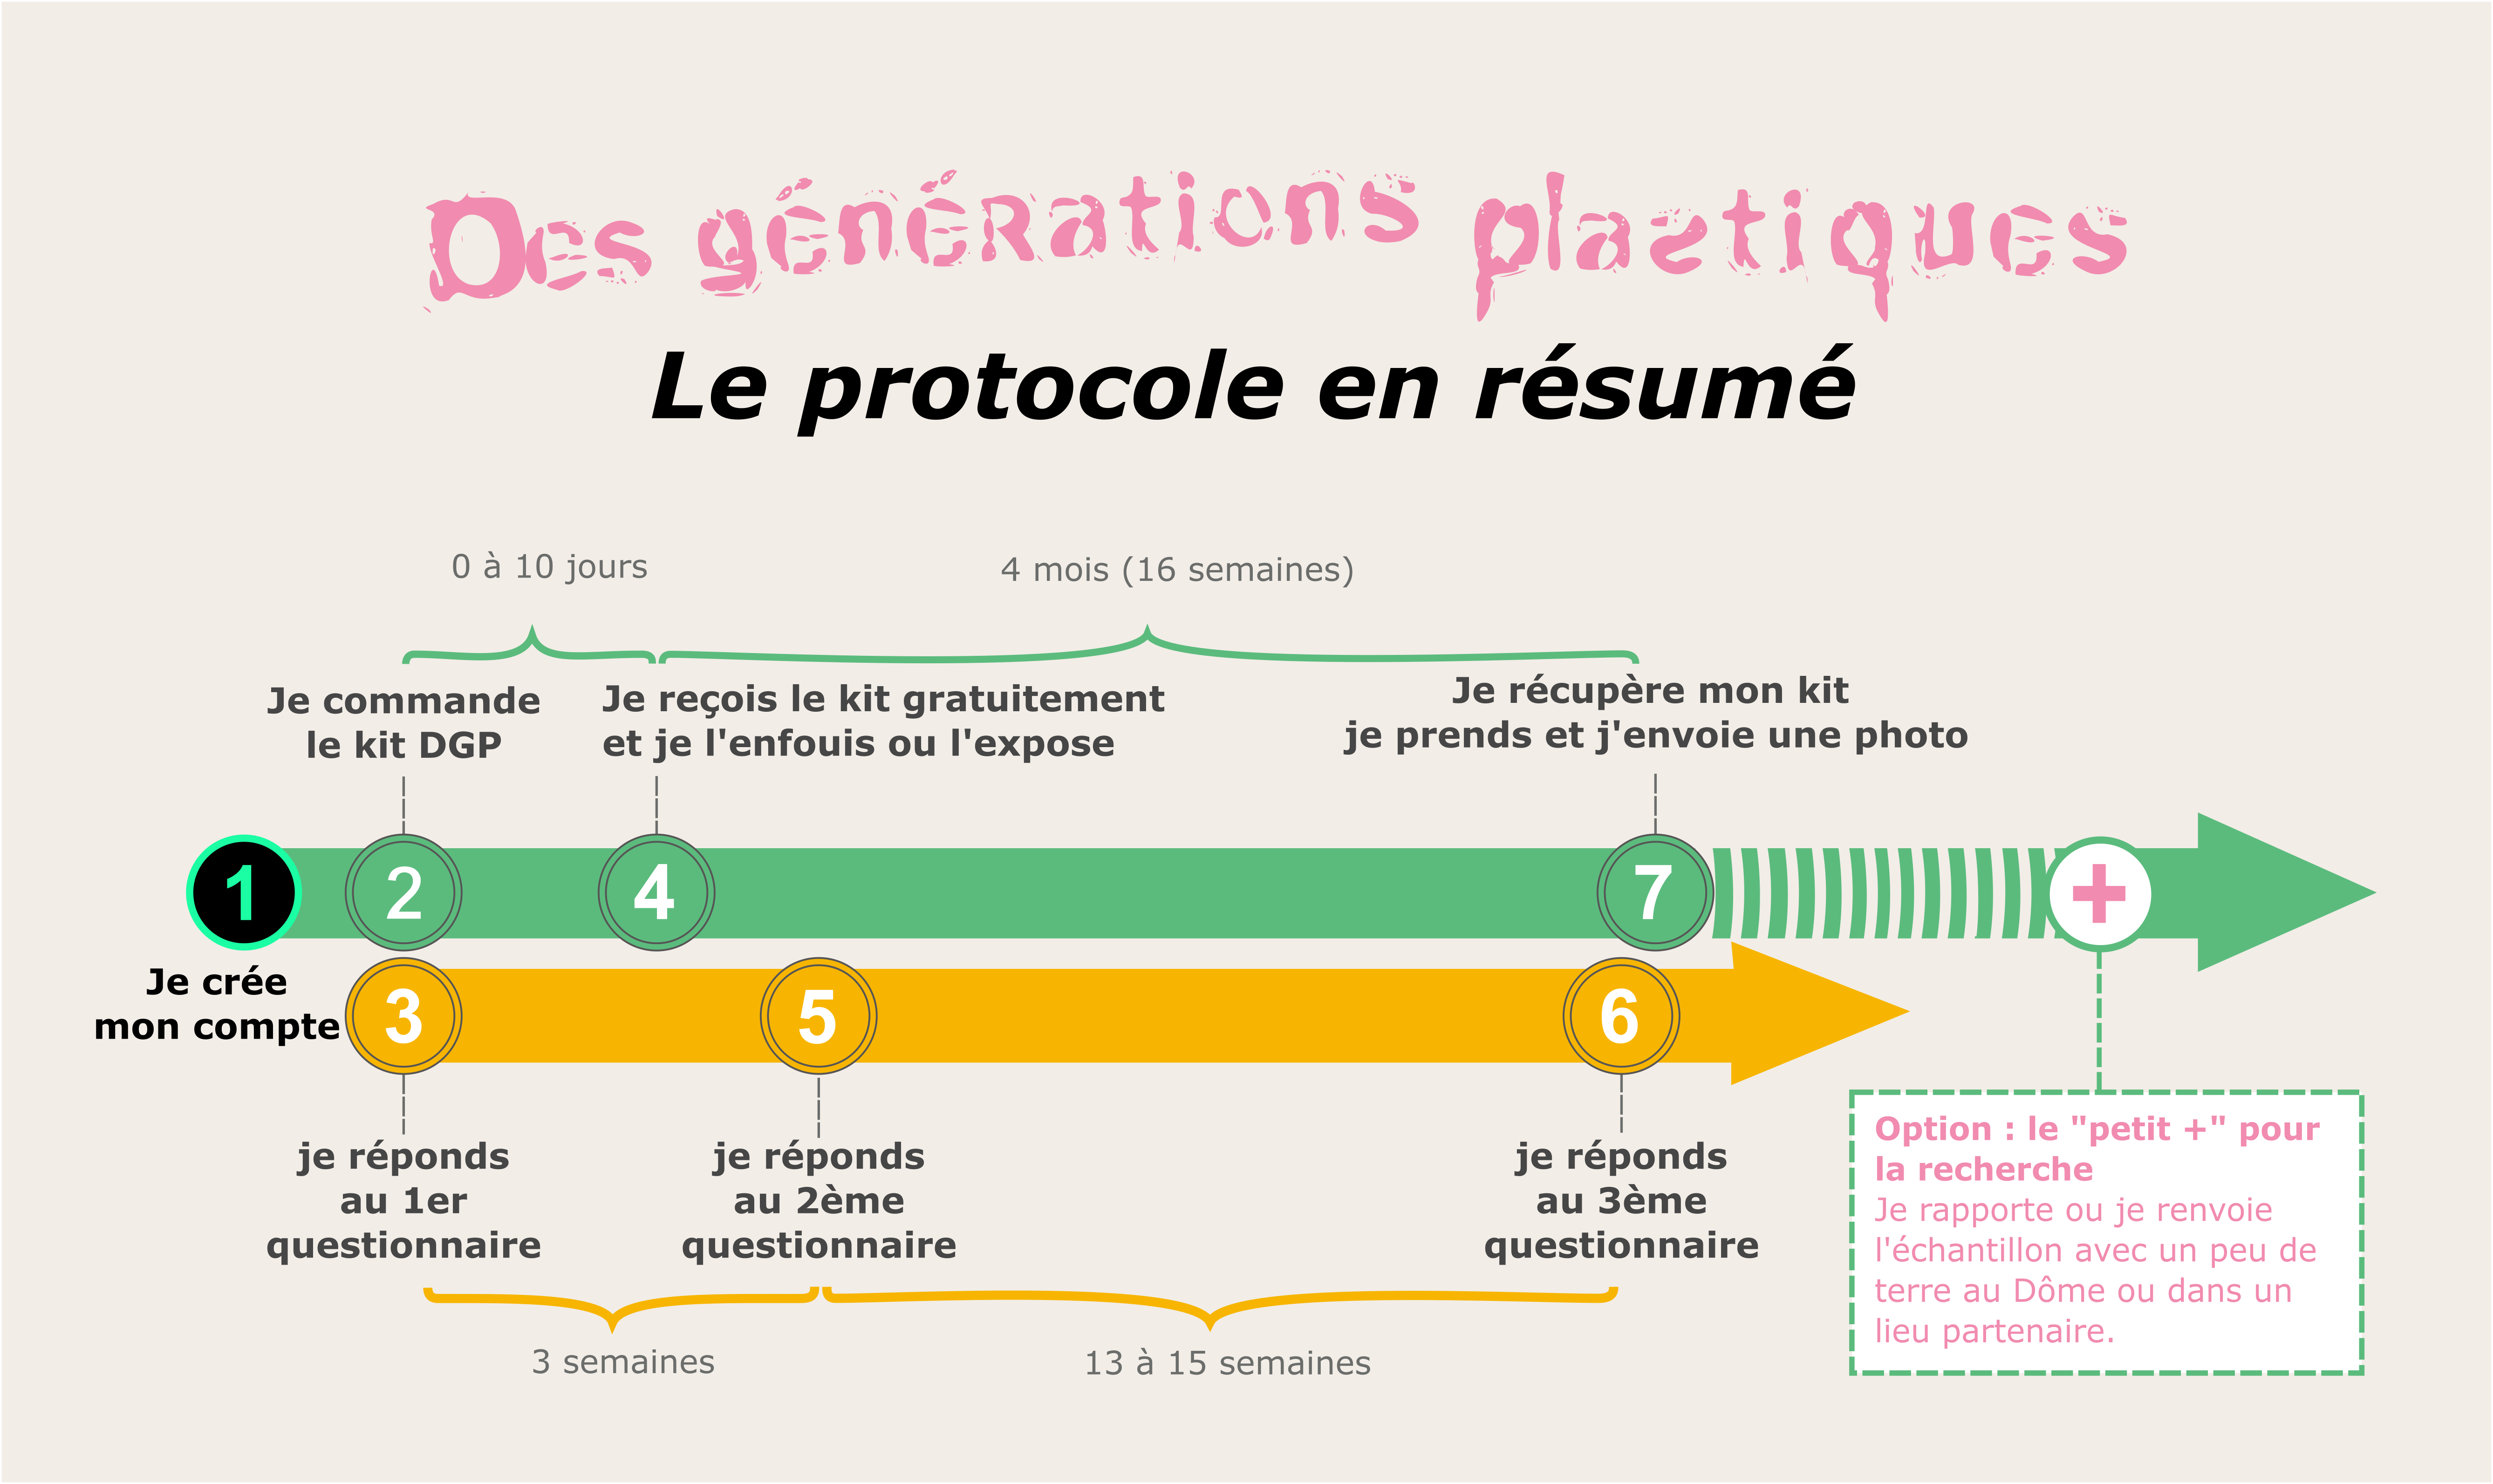 Des générations plastiques
Le protocole en résumé
0 à 10 jours
4 mois (16 semaines)
Je commande
le kit DGP
Je reçois le kit gratuitement
et je l'enfouis ou l'expose
Je récupère mon kit
je prends et j'envoie une photo
1
2
4
7
+
Je crée
mon compte
3
5
6
je réponds
au 1er
questionnaire
je réponds
au 2ème
questionnaire
je réponds
au 3ème
questionnaire
3 semaines
13 à 15 semaines
Option : le "petit +" pour
la recherche
Je rapporte ou je renvoie
l'échantillon avec un peu de
terre au Dôme ou dans un
lieu partenaire.